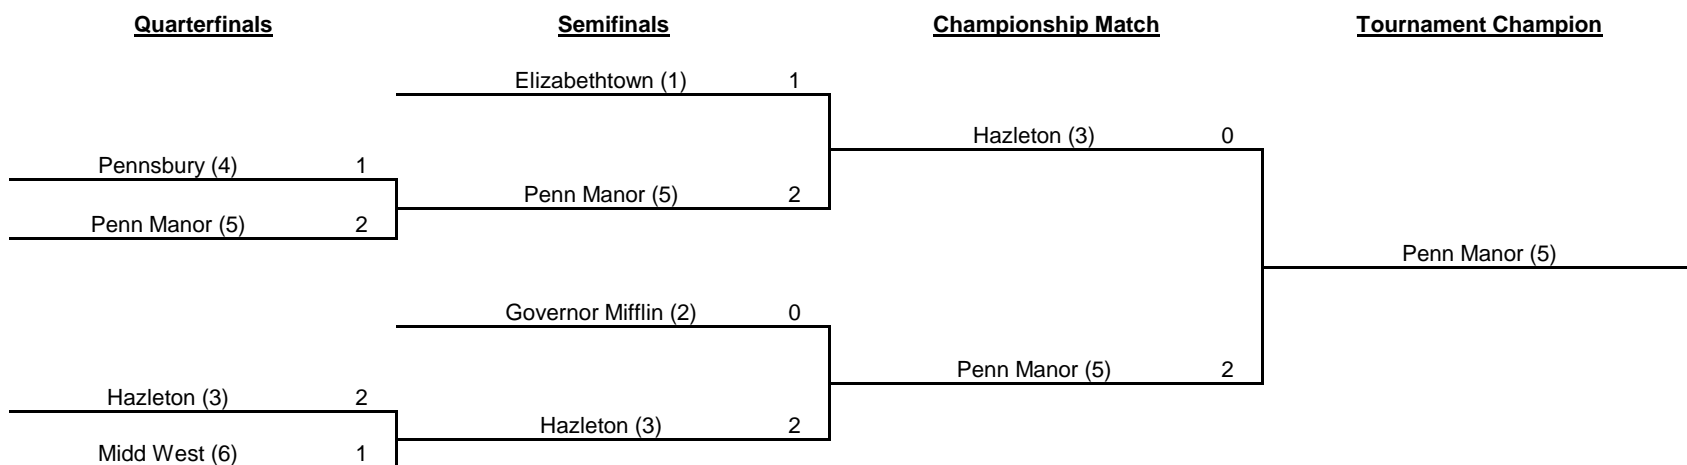 Quarterfinals Semifinals Championship Match Tournament Champion
Elizabethtown (1) 1
Hazleton (3) 0
Pennsbury (4) 1
Penn Manor (5) 2
Penn Manor (5) 2
Penn Manor (5)
Governor Mifflin (2) 0
Penn Manor (5) 2
Hazleton (3) 2
Hazleton (3) 2
Midd West (6) 1